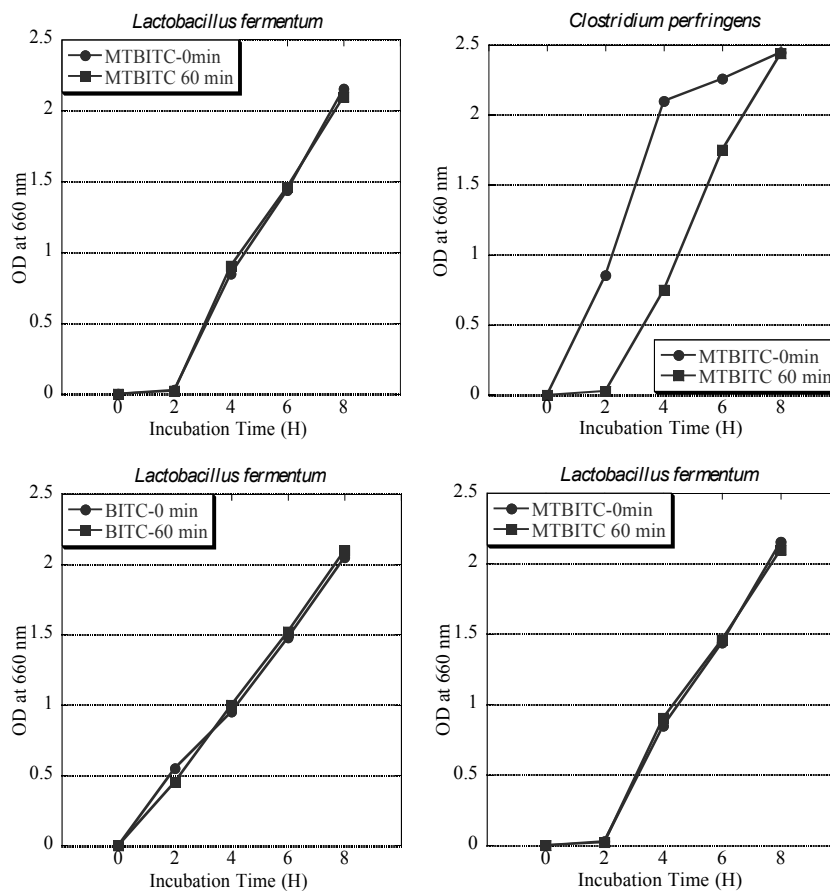 Lactobacillus fermentum
2.5
2
1.5
1
0.5
0
OD at 660 nm
MTBITC-0min
MTBITC 60 min
0 2 4 6 8
Incubation Time (H)
Clostridium perfringens
2.5
2
1.5
1
0.5
0
OD at 660 nm
MTBITC-0min
MTBITC 60 min
0 2 4 6 8
Incubation Time (H)
Lactobacillus fermentum
2.5
2
1.5
1
0.5
0
OD at 660 nm
BITC-0 min
BITC-60 min
0 2 4 6 8
Incubation Time (H)
Lactobacillus fermentum
2.5
2
1.5
1
0.5
0
OD at 660 nm
MTBITC-0min
MTBITC 60 min
0 2 4 6 8
Incubation Time (H)